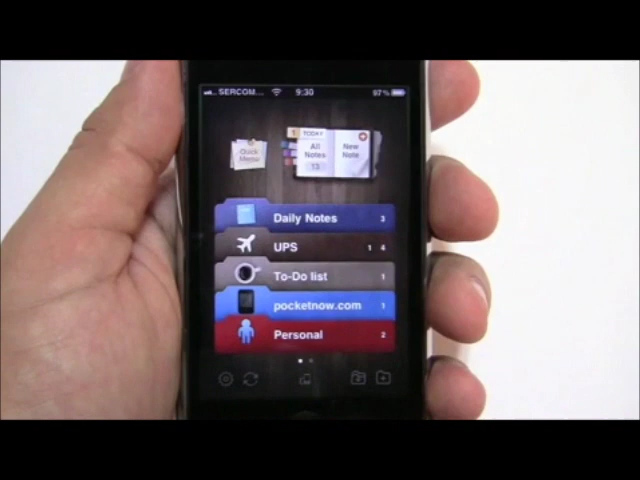 SERCOM... 9:30 97%
1 TODAY
Quick Memo
All Notes
13
New Note
Daily Notes 3
UPS 1 4
To-Do list 1
pocketnow.com 1
Personal 2